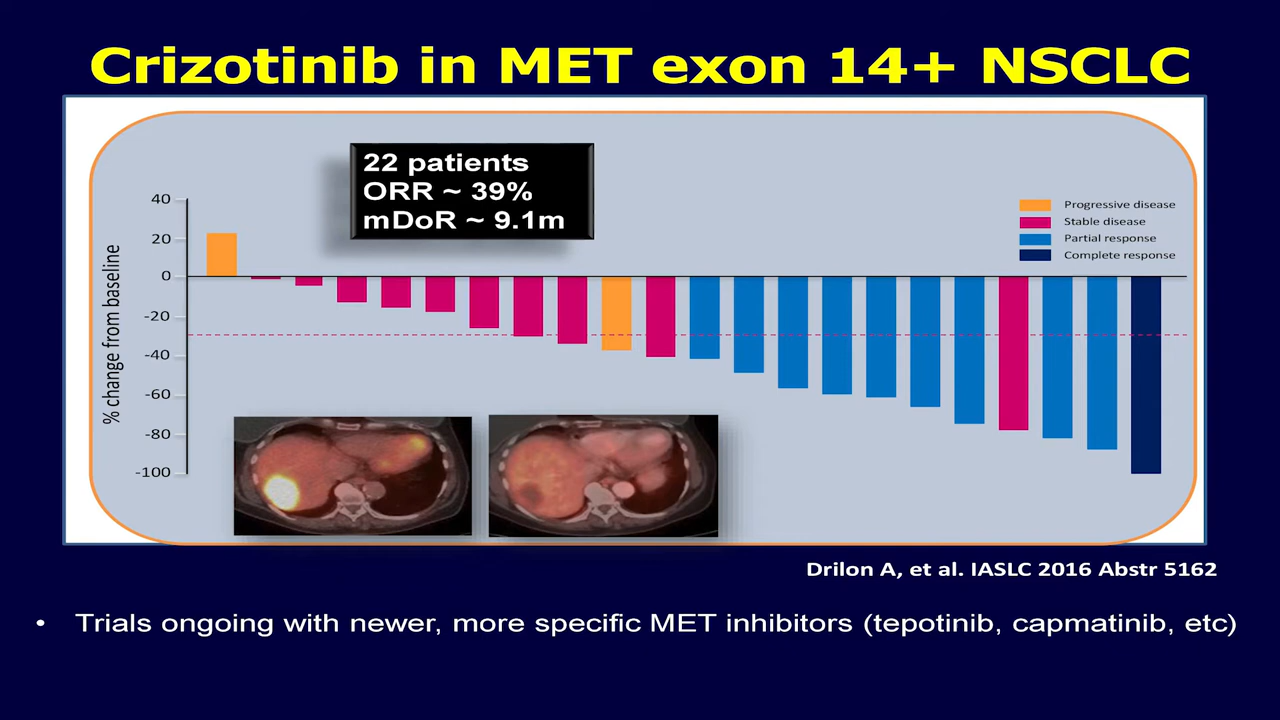 Crizotinib in MET exon 14+ NSCLC
22 patients
ORR ~ 39%
mDoR ~ 9.1m
% change from baseline
40
20
0
-20
-40
-60
-80
-100
Progressive disease
Stable disease
Partial response
Complete response
Drilon A, et al. IASLC 2016 Abstr 5162
• Trials ongoing with newer, more specific MET inhibitors (tepotinib, capmatinib, etc)